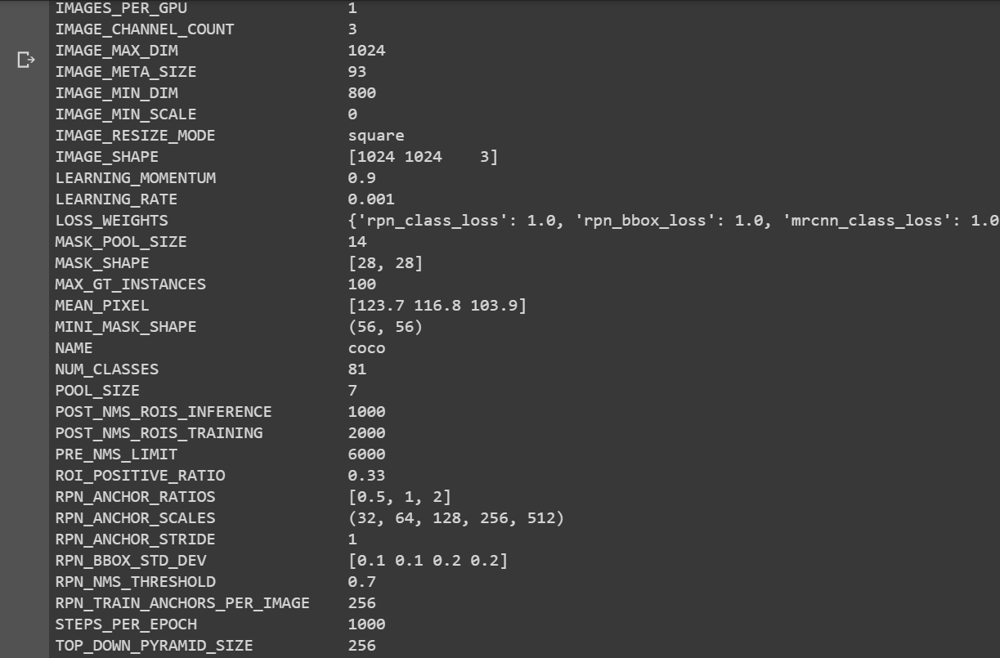 IMAGES_PER_GPU 1
IMAGE_CHANNEL_COUNT 3
IMAGE_MAX_DIM 1024
IMAGE_META_SIZE 93
IMAGE_MIN_DIM 800
IMAGE_MIN_SCALE 0
IMAGE_RESIZE_MODE square
IMAGE_SHAPE [1024 1024    3]
LEARNING_MOMENTUM 0.9
LEARNING_RATE 0.001
LOSS_WEIGHTS {'rpn_class_loss': 1.0, 'rpn_bbox_loss': 1.0, 'mrcnn_class_loss': 1.0
MASK_POOL_SIZE 14
MASK_SHAPE [28, 28]
MAX_GT_INSTANCES 100
MEAN_PIXEL [123.7 116.8 103.9]
MINI_MASK_SHAPE (56, 56)
NAME coco
NUM_CLASSES 81
POOL_SIZE 7
POST_NMS_ROIS_INFERENCE 1000
POST_NMS_ROIS_TRAINING 2000
PRE_NMS_LIMIT 6000
ROI_POSITIVE_RATIO 0.33
RPN_ANCHOR_RATIOS [0.5, 1, 2]
RPN_ANCHOR_SCALES (32, 64, 128, 256, 512)
RPN_ANCHOR_STRIDE 1
RPN_BBOX_STD_DEV [0.1 0.1 0.2 0.2]
RPN_NMS_THRESHOLD 0.7
RPN_TRAIN_ANCHORS_PER_IMAGE 256
STEPS_PER_EPOCH 1000
TOP_DOWN_PYRAMID_SIZE 256